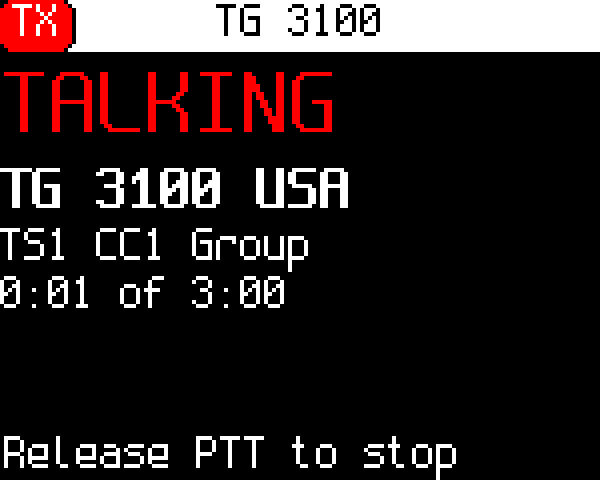 TX TG 3100
TALKING
TG 3100 USA
TS1 CC1 Group
0:01 of 3:00
Release PTT to stop